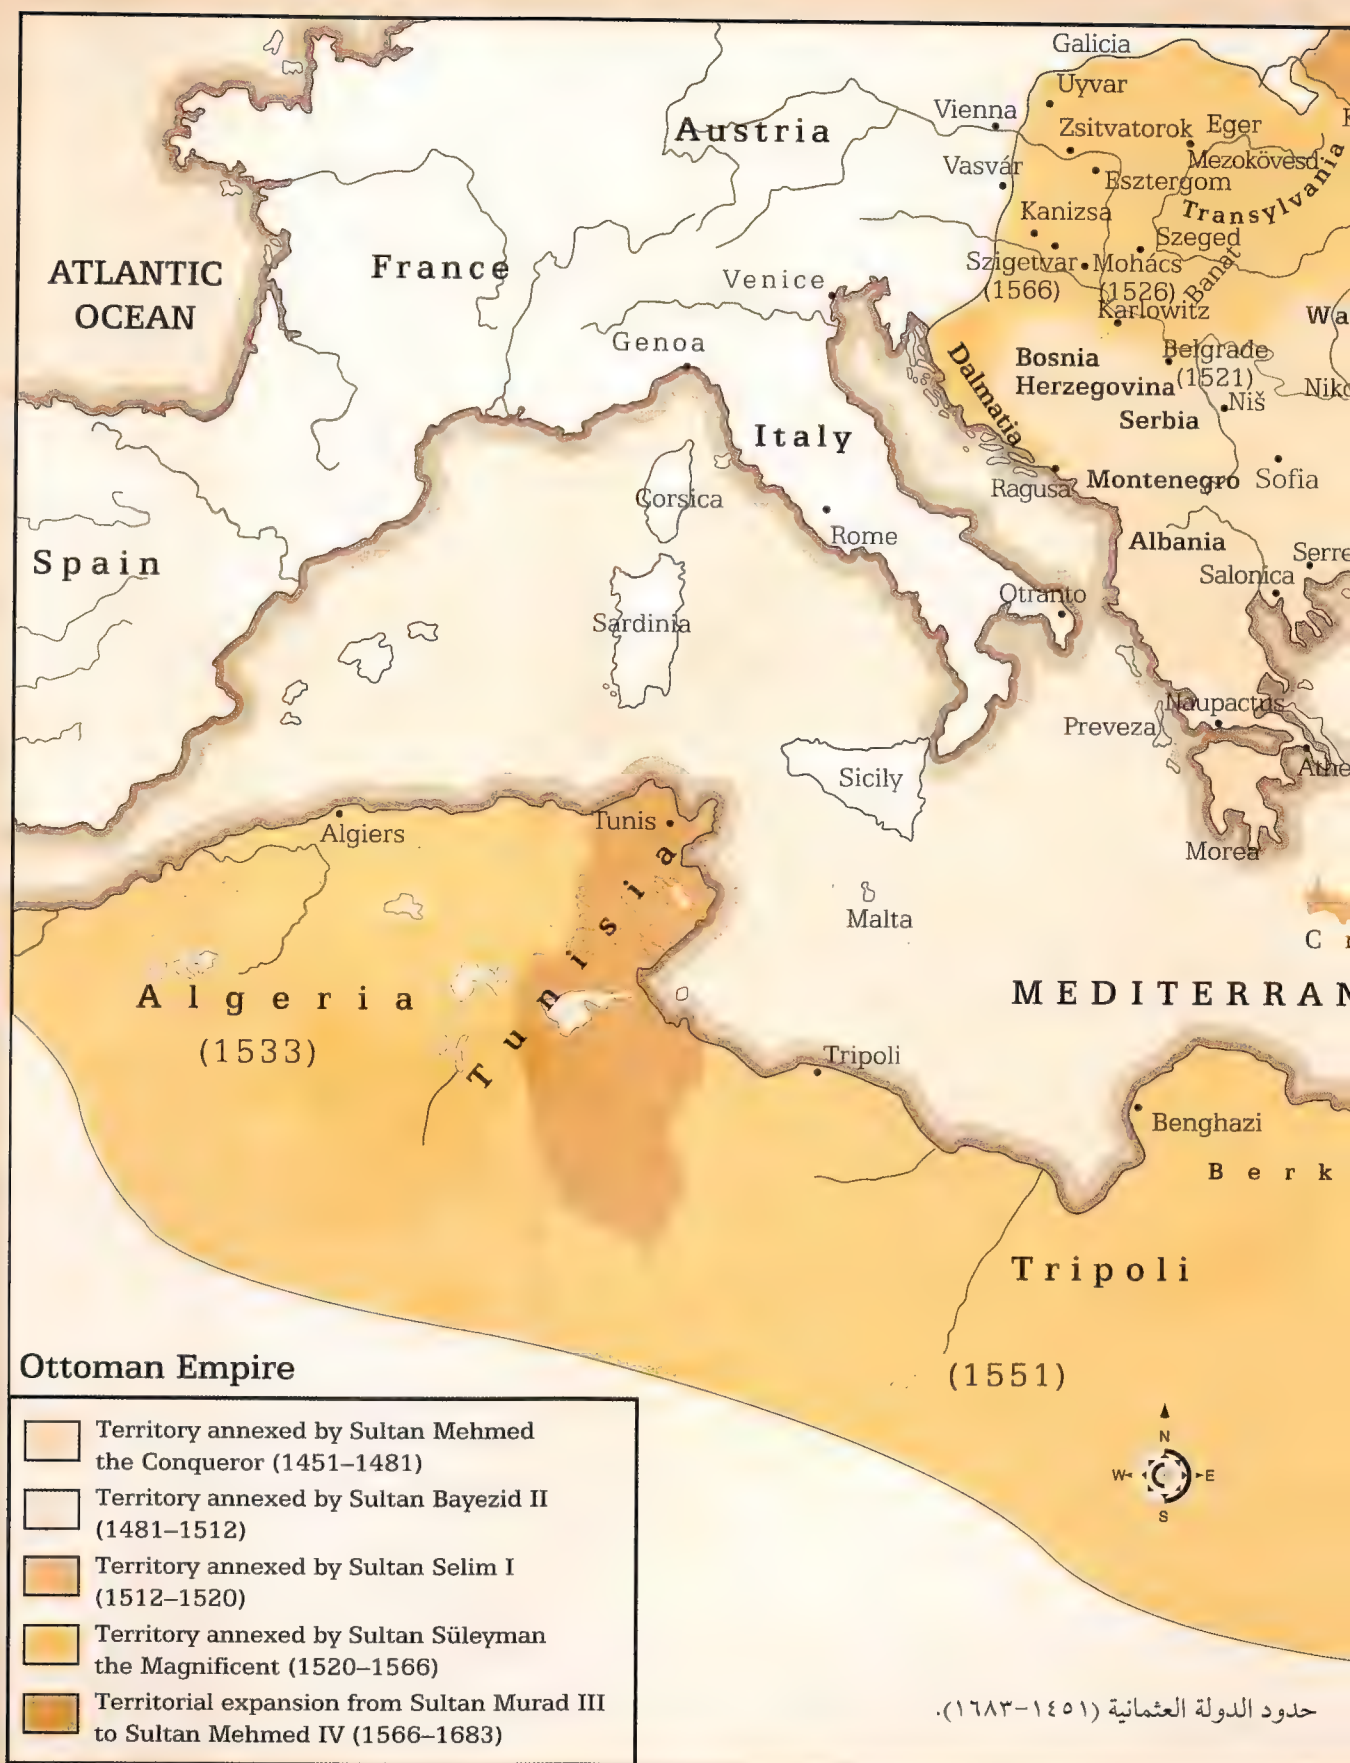 Galicia
Uyvar
Vienna
Austria
Zsitvatorok
Eger
Vasvár
Mezokövesd
Esztergom
Transylvania
Kanizsa
Szeged
ATLANTIC
OCEAN
France
Venice
Szigetvar
(1566)
Mohács
(1526)
Banat
Karlowitz
Wa
Genoa
Dalmatia
Bosnia
Herzegovina
Belgrade
(1521)
Niš
Nikc
Serbia
Italy
Corsica
Ragusa
Montenegro
Sofia
Rome
Albania
Serre
Spain
Salonica
Otranto
Sardinia
Naupactus
Preveza
Sicily
Athe
Algiers
Tunis
Morea
Tunisia
Malta
C r
Algeria
(1533)
MEDITERRAN
Tripoli
Benghazi
Berk
Tripoli
(1551)
Ottoman Empire
Territory annexed by Sultan Mehmed
the Conqueror (1451–1481)
Territory annexed by Sultan Bayezid II
(1481–1512)
Territory annexed by Sultan Selim I
(1512–1520)
Territory annexed by Sultan Süleyman
the Magnificent (1520–1566)
Territorial expansion from Sultan Murad III
to Sultan Mehmed IV (1566–1683)
N
W
E
S
حدود الدولة العثمانية (١٤٥١-١٦٨٣).